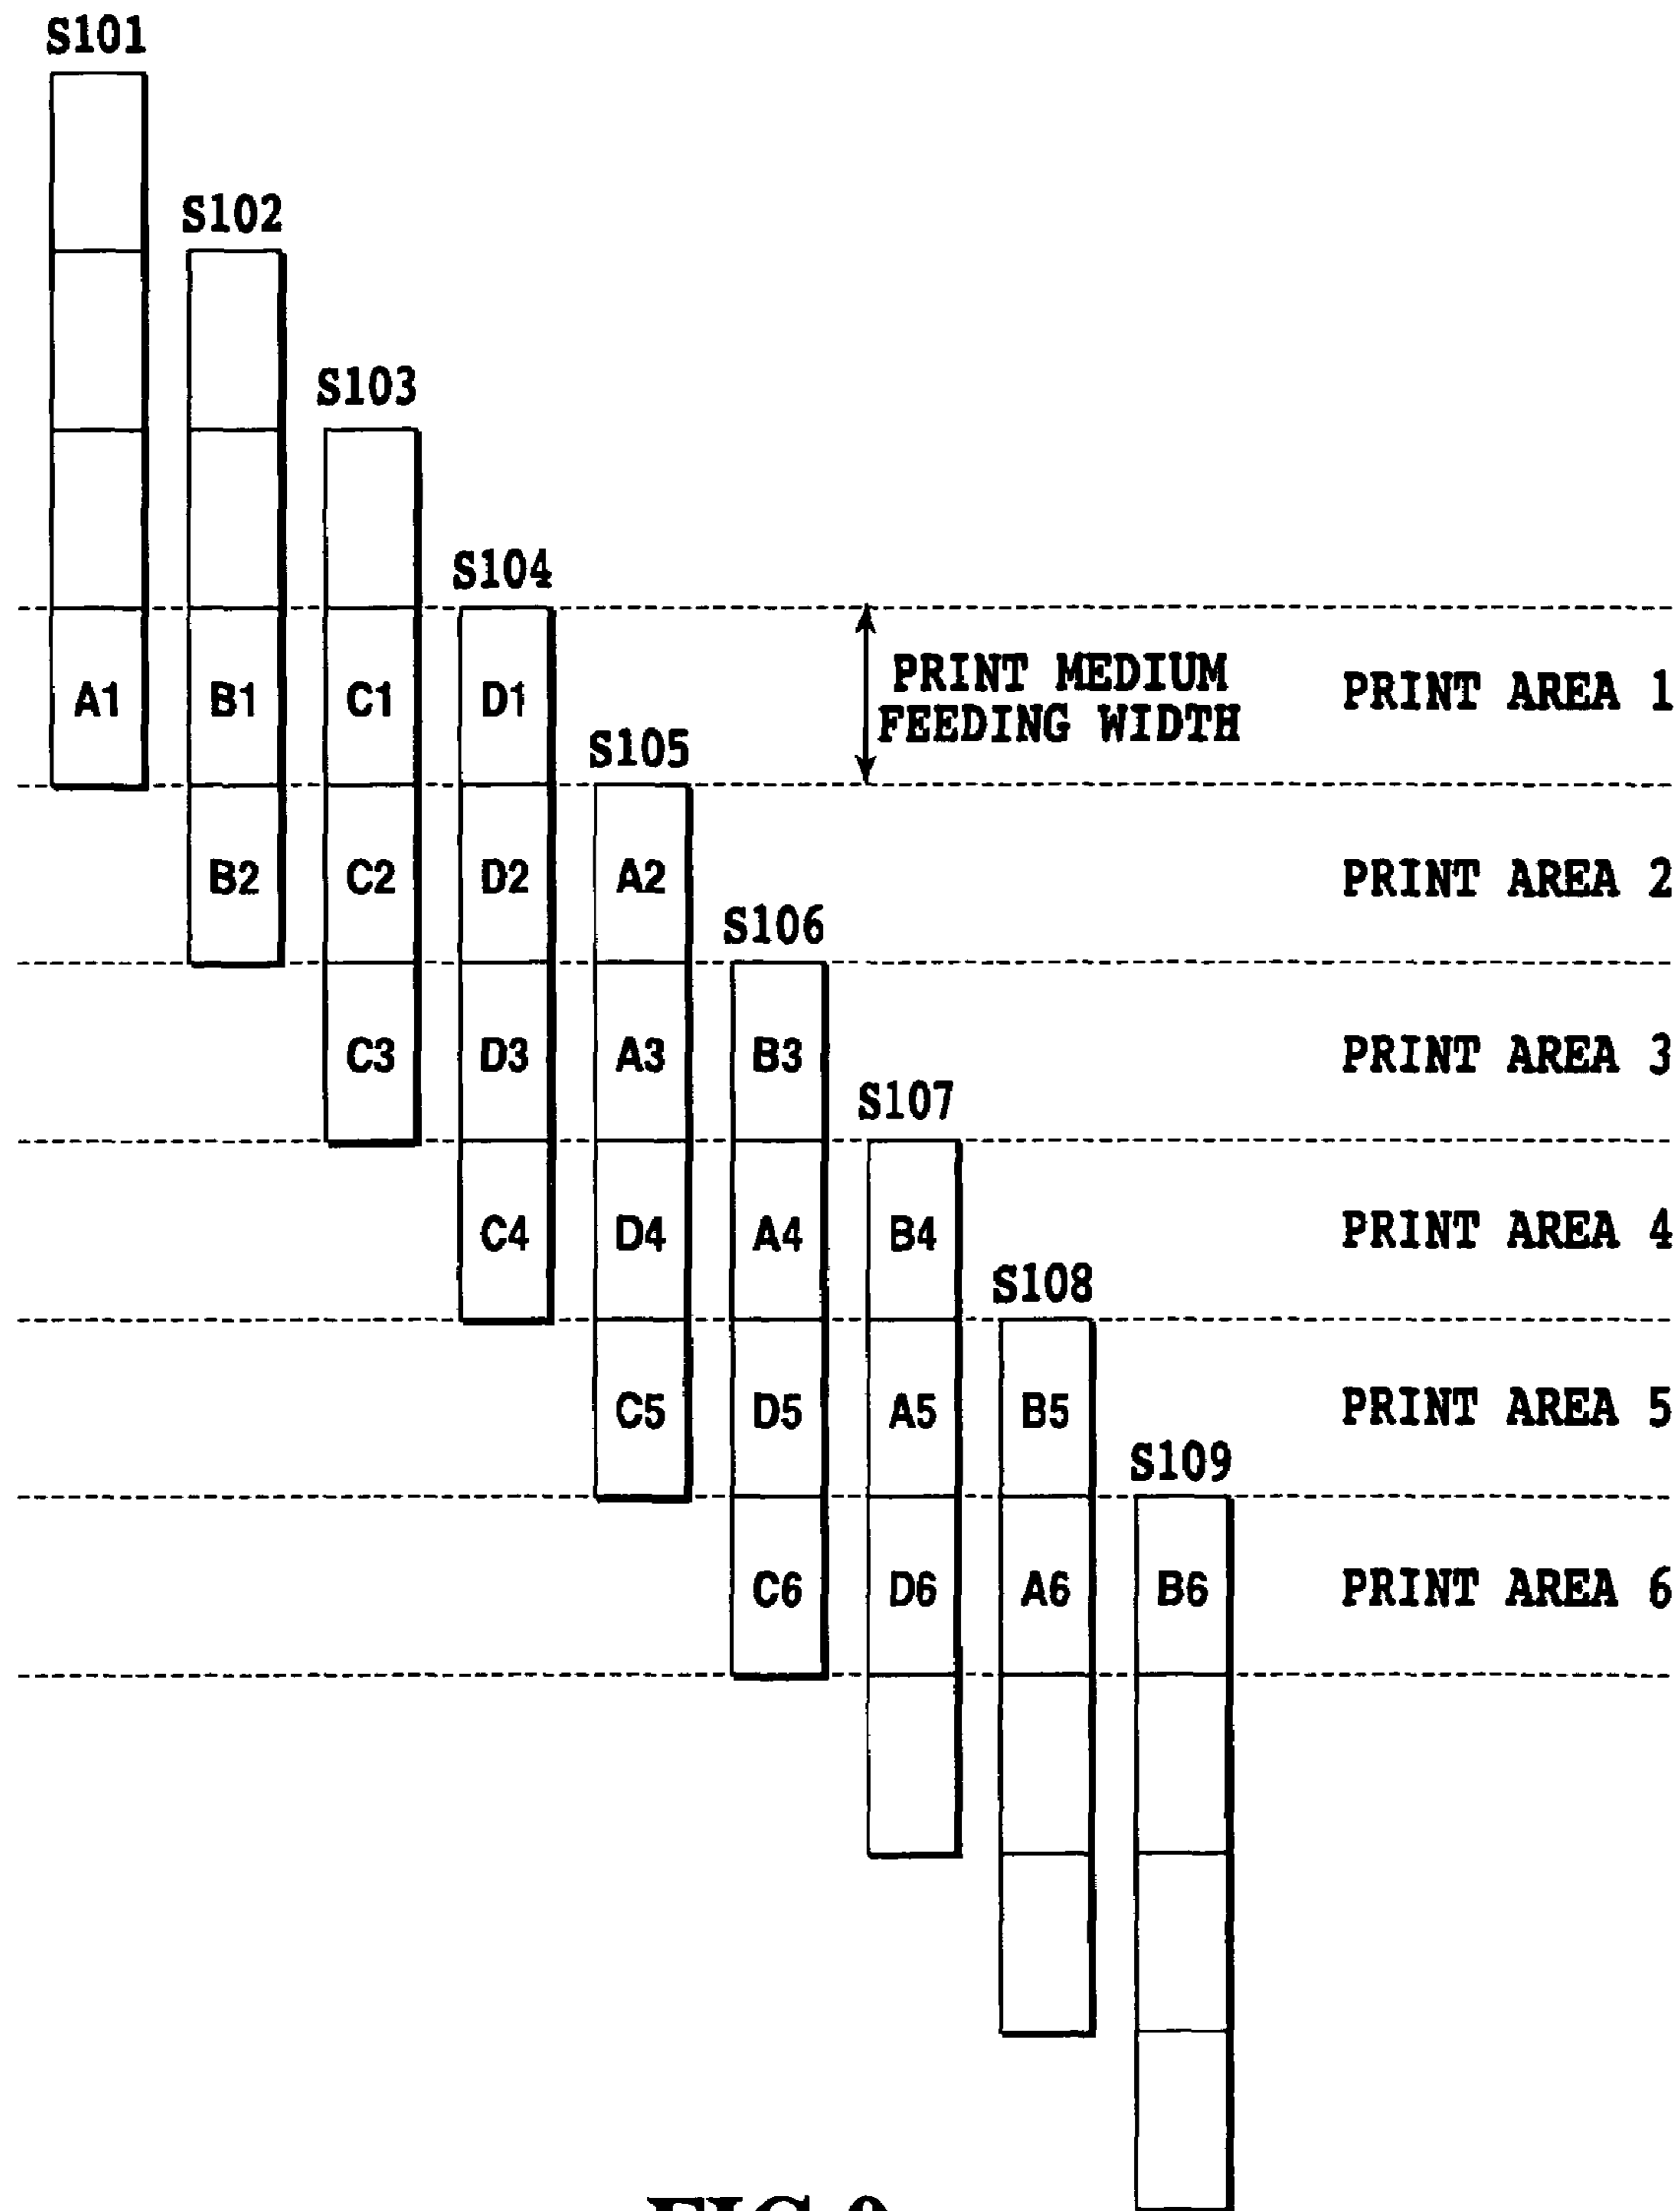 S101
S102
S103
S104
PRINT MEDIUM
FEEDING WIDTH
PRINT AREA 1
A1 B1 C1 D1
S105
B2 C2 D2 A2 PRINT AREA 2
S106
C3 D3 A3 B3 PRINT AREA 3
S107
C4 D4 A4 B4 PRINT AREA 4
S108
C5 D5 A5 B5 PRINT AREA 5
S109
C6 D6 A6 B6 PRINT AREA 6